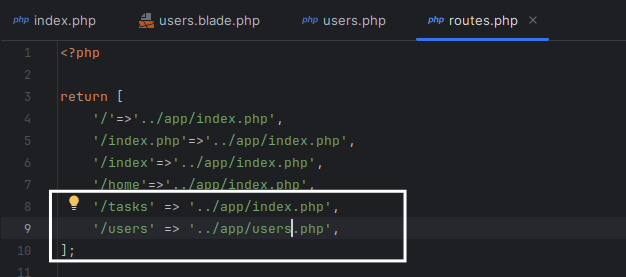 php index.php users.blade.php php users.php php routes.php ×
1 <?php
2
3 return [
4 '/'=>'../app/index.php',
5 '/index.php'=>'../app/index.php',
6 '/index'=>'../app/index.php',
7 '/home'=>'../app/index.php',
8 '/tasks' => '../app/index.php',
9 '/users' => '../app/users.php',
10 ];